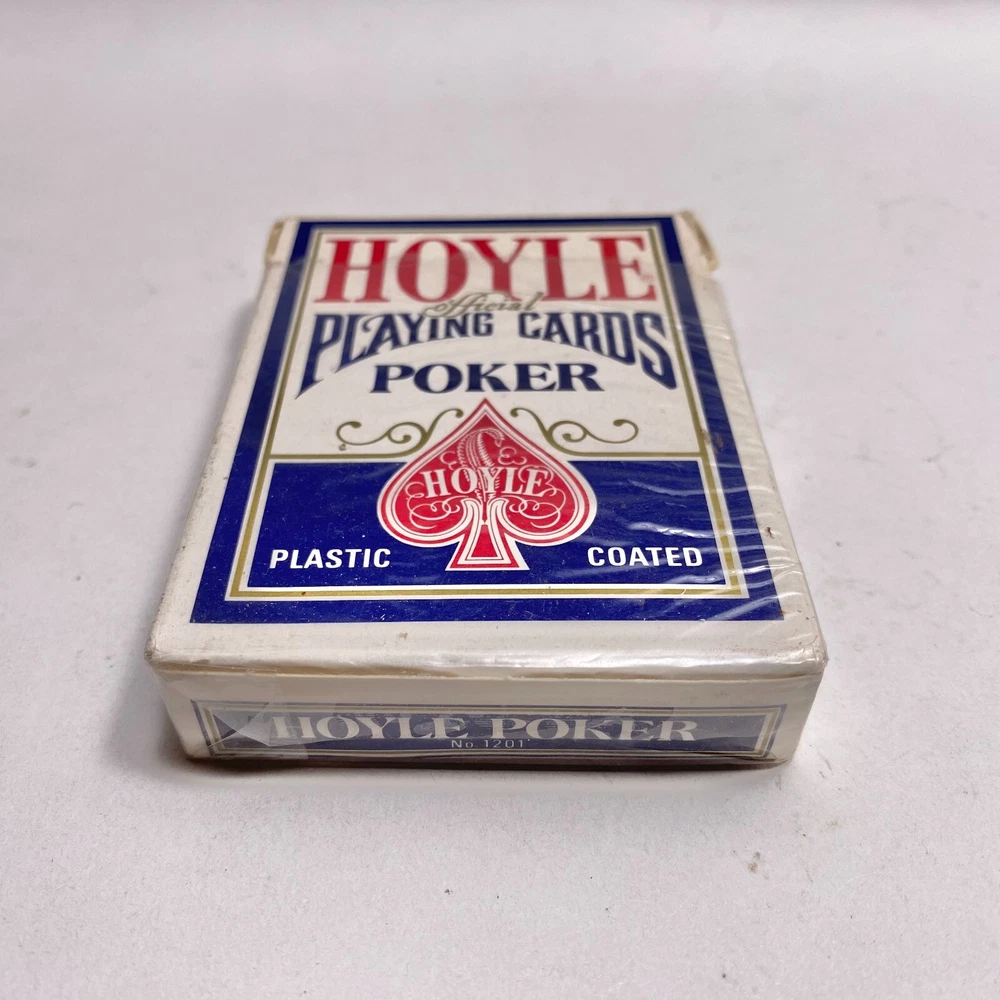 HOYLE
official
PLAYING CARDS
POKER
HOYLE
PLASTIC COATED
HOYLE POKER
No. 1201